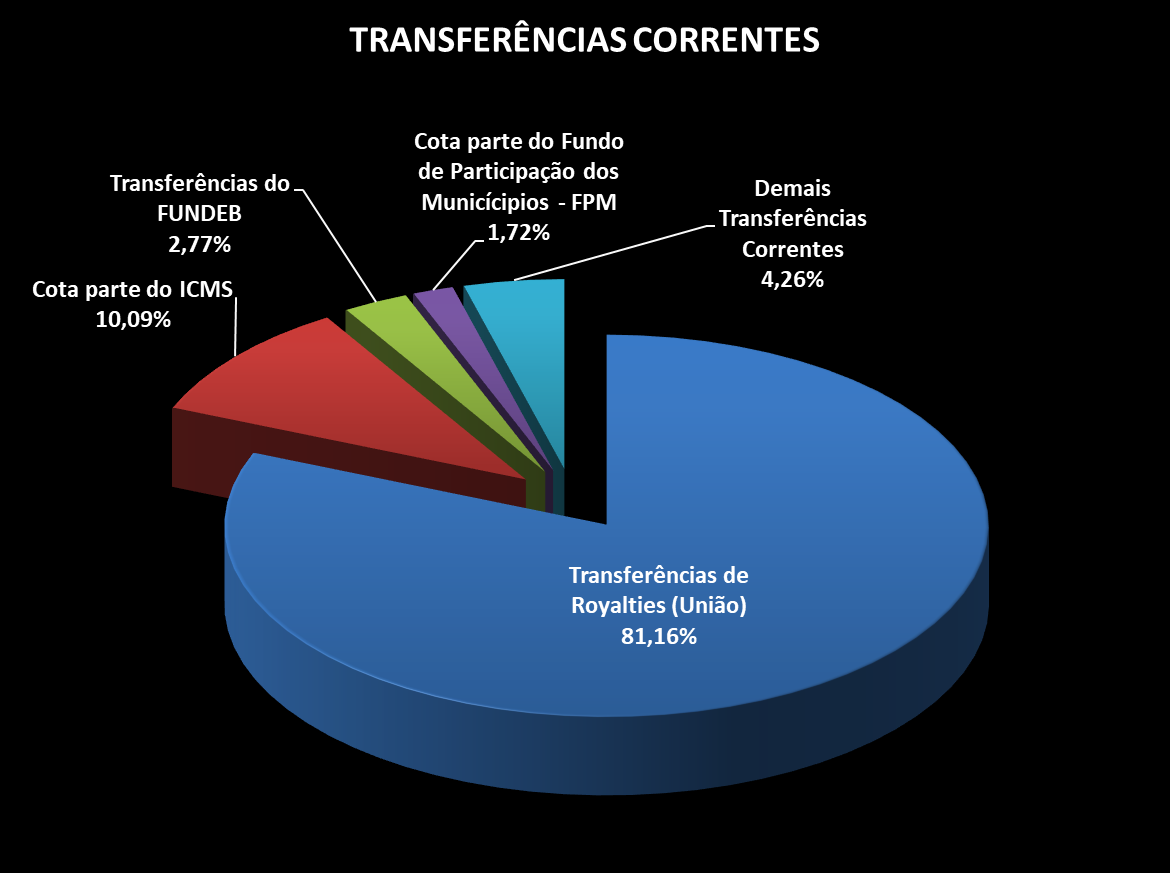 TRANSFERÊNCIAS CORRENTES
Cota parte do Fundo
de Participação dos
Municícipios - FPM
1,72%
Transferências do
FUNDEB
2,77%
Demais
Transferências
Correntes
4,26%
Cota parte do ICMS
10,09%
Transferências de
Royalties (União)
81,16%